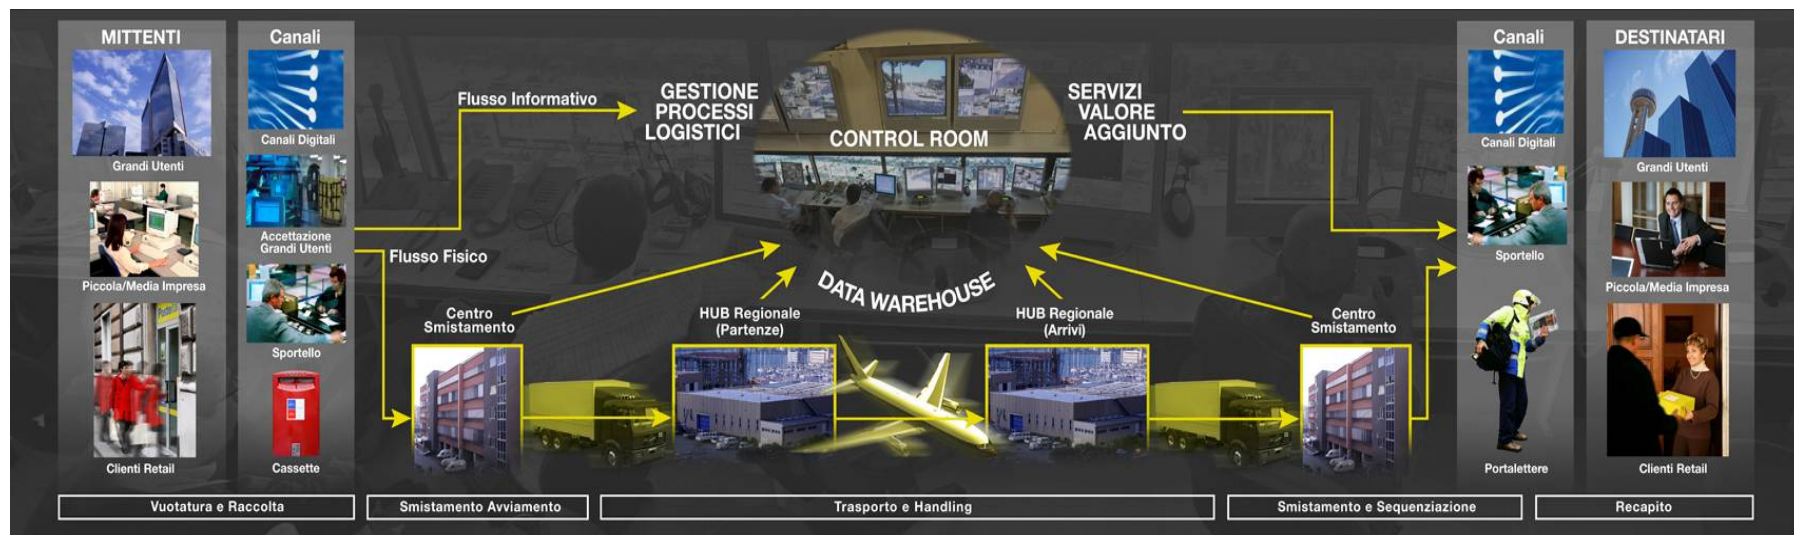 MITTENTI
Grandi Utenti
Piccola/Media Impresa
Clienti Retail
Canali
Canali Digitali
Accettazione
Grandi Utenti
Sportello
Cassette
Flusso Informativo
Flusso Fisico
GESTIONE
PROCESSI
LOGISTICI
CONTROL ROOM
SERVIZI
VALORE
AGGIUNTO
DATA WAREHOUSE
Centro
Smistamento
HUB Regionale
(Partenze)
HUB Regionale
(Arrivi)
Centro
Smistamento
Canali
Canali Digitali
Sportello
Portalettere
DESTINATARI
Grandi Utenti
Piccola/Media Impresa
Clienti Retail
Vuotatura e Raccolta
Smistamento Avviamento
Trasporto e Handling
Smistamento e Sequenziazione
Recapito